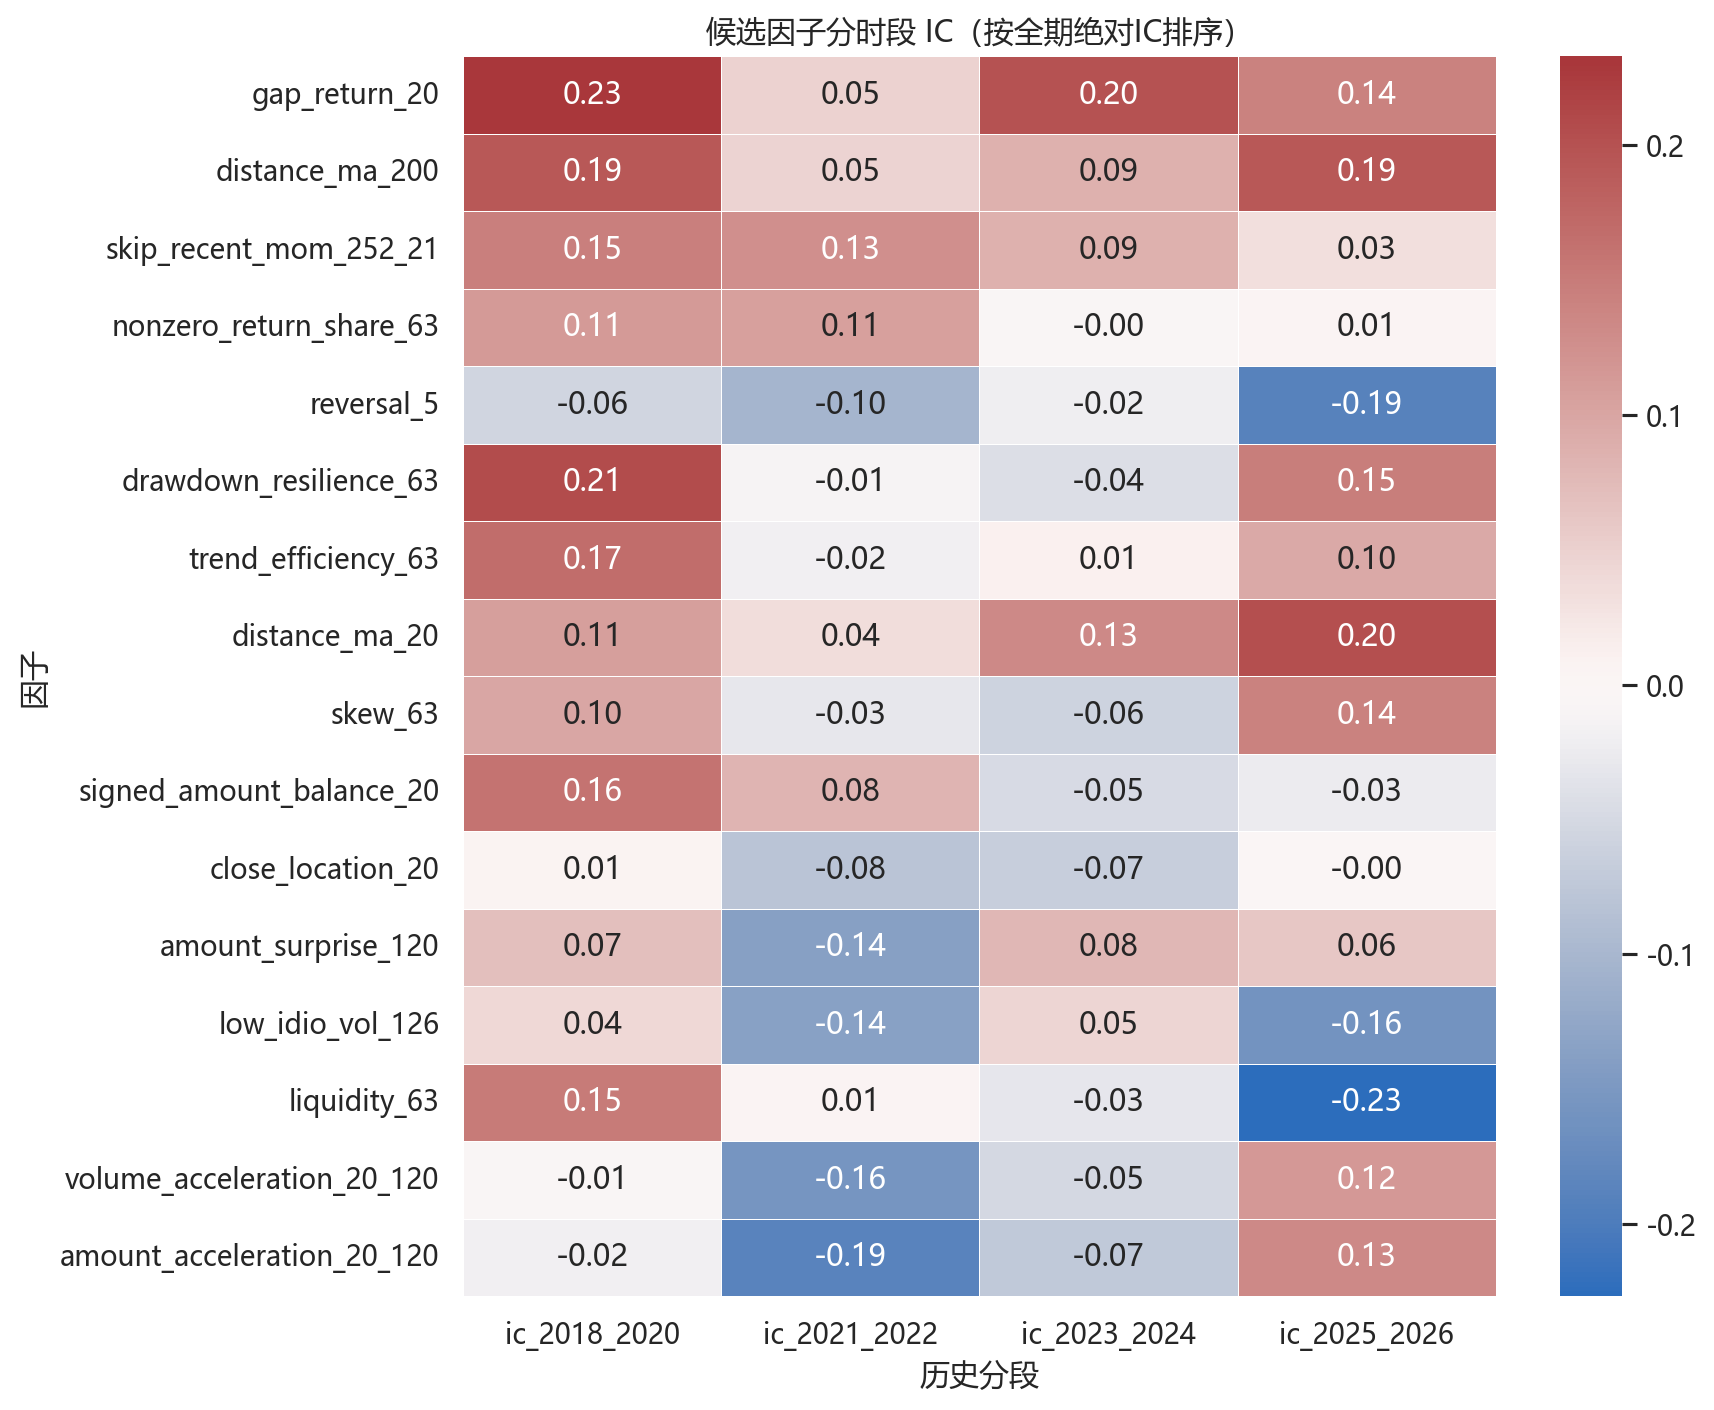 候选因子分时段 IC（按全期绝对IC排序）
gap_return_20 0.23 0.05 0.20 0.14
distance_ma_200 0.19 0.05 0.09 0.19
skip_recent_mom_252_21 0.15 0.13 0.09 0.03
nonzero_return_share_63 0.11 0.11 -0.00 0.01
reversal_5 -0.06 -0.10 -0.02 -0.19
drawdown_resilience_63 0.21 -0.01 -0.04 0.15
trend_efficiency_63 0.17 -0.02 0.01 0.10
distance_ma_20 0.11 0.04 0.13 0.20
skew_63 0.10 -0.03 -0.06 0.14
signed_amount_balance_20 0.16 0.08 -0.05 -0.03
close_location_20 0.01 -0.08 -0.07 -0.00
amount_surprise_120 0.07 -0.14 0.08 0.06
low_idio_vol_126 0.04 -0.14 0.05 -0.16
liquidity_63 0.15 0.01 -0.03 -0.23
volume_acceleration_20_120 -0.01 -0.16 -0.05 0.12
amount_acceleration_20_120 -0.02 -0.19 -0.07 0.13
ic_2018_2020 ic_2021_2022 ic_2023_2024 ic_2025_2026
历史分段
因子
0.2
0.1
0.0
-0.1
-0.2